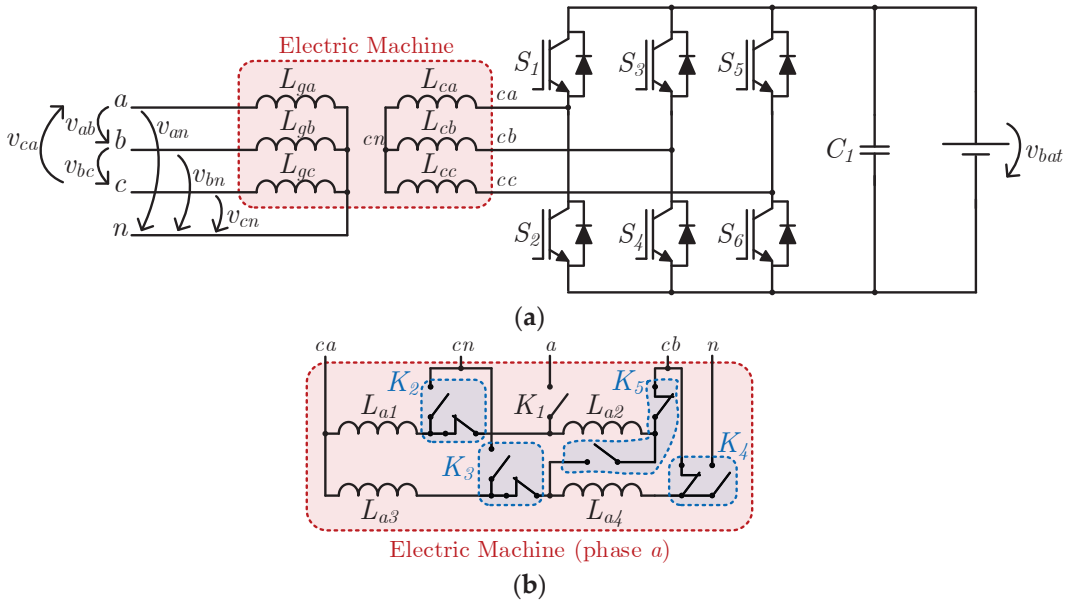 Electric Machine
a
b
c
n
v_ca
v_ab
v_bc
v_an
v_bn
v_cn
L_ga
L_gb
L_gc
cn
L_ca
L_cb
L_cc
ca
cb
cc
S_1
S_3
S_5
S_2
S_4
S_6
C_1
v_bat
(a)
ca
cn
a
cb
n
K_2
K_1
K_5
L_a1
L_a2
K_3
K_4
L_a3
L_a4
Electric Machine (phase a)
(b)